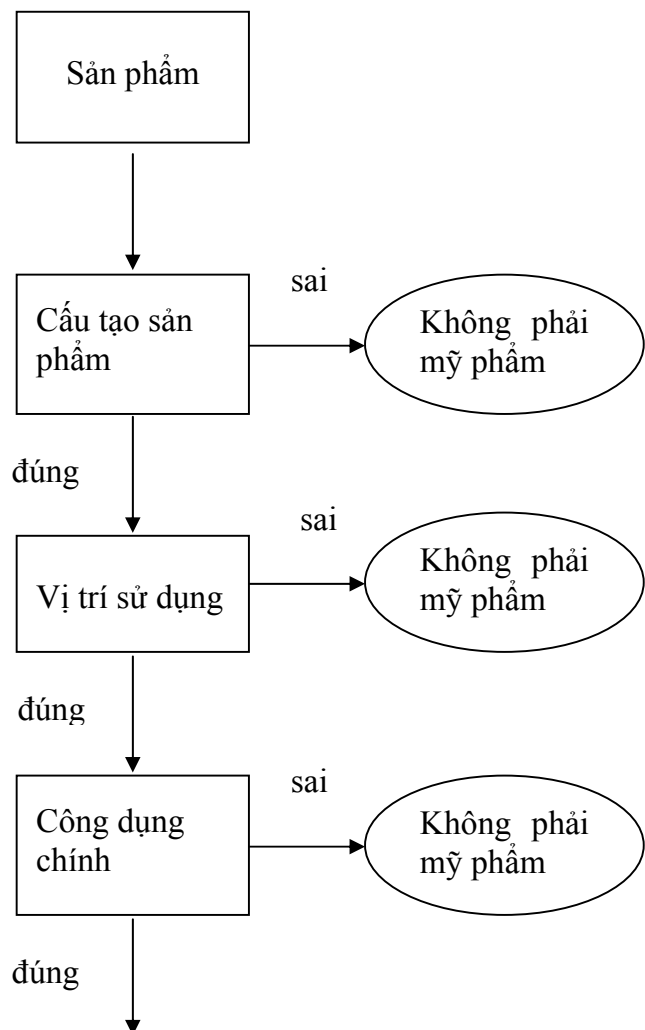 Sản phẩm
sai
Cấu tạo sản
phẩm
Không phải
mỹ phẩm
đúng
sai
Vị trí sử dụng
Không phải
mỹ phẩm
đúng
sai
Công dụng
chính
Không phải
mỹ phẩm
đúng